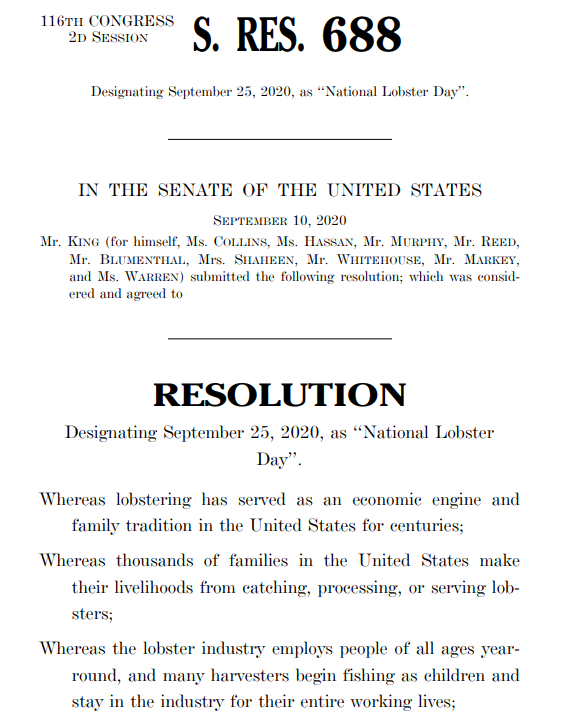 116TH CONGRESS
2D SESSION
S. RES. 688
Designating September 25, 2020, as ‘‘National Lobster Day’’.
IN THE SENATE OF THE UNITED STATES
SEPTEMBER 10, 2020
Mr. KING (for himself, Ms. COLLINS, Ms. HASSAN, Mr. MURPHY, Mr. REED,
Mr. BLUMENTHAL, Mrs. SHAHEEN, Mr. WHITEHOUSE, Mr. MARKEY,
and Ms. WARREN) submitted the following resolution; which was consid-
ered and agreed to
RESOLUTION
Designating September 25, 2020, as ‘‘National Lobster
Day’’.
Whereas lobstering has served as an economic engine and
family tradition in the United States for centuries;
Whereas thousands of families in the United States make
their livelihoods from catching, processing, or serving lob-
sters;
Whereas the lobster industry employs people of all ages year-
round, and many harvesters begin fishing as children and
stay in the industry for their entire working lives;